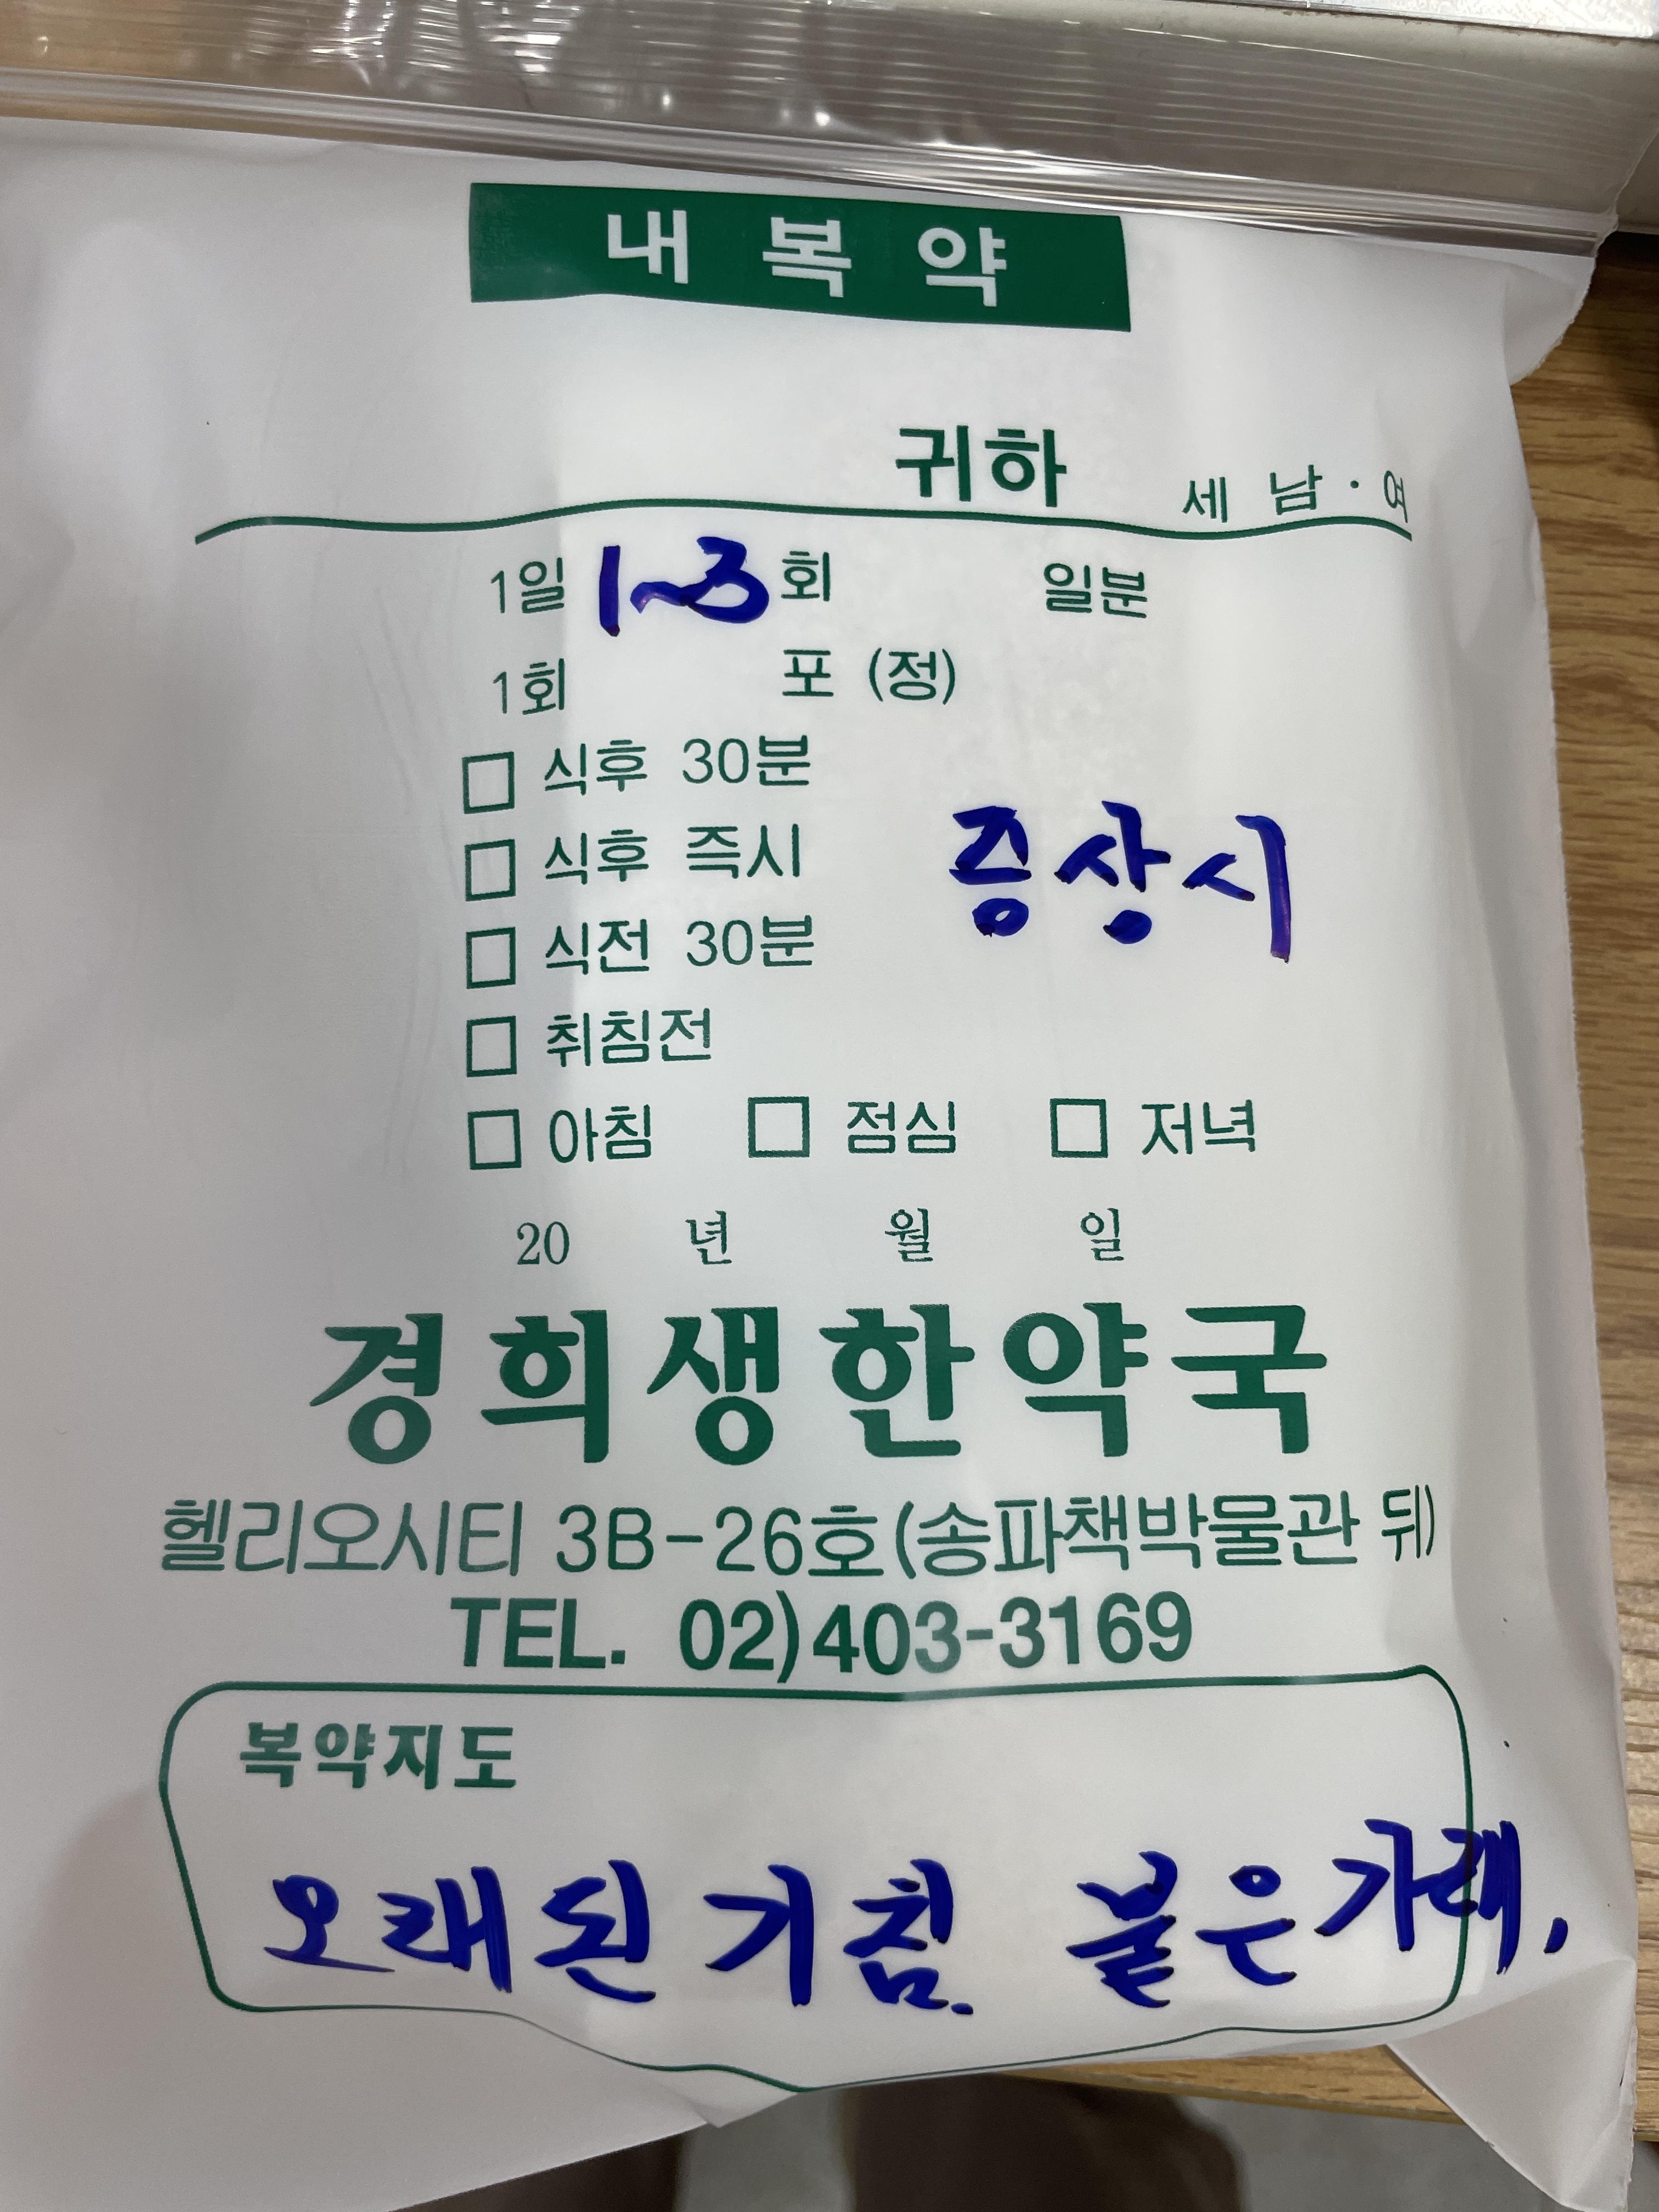 내복약
귀하 세 남·여
1일 1~3회 일분
1회 포 (정)
□ 식후 30분
□ 식후 즉시
증상시
□ 식전 30분
□ 취침전
□ 아침 □ 점심 □ 저녁
20 년 월 일
경희생한약국
헬리오시티 3B-26호(송파책박물관 뒤)
TEL. 02)403-3169
복약지도
오래된 기침. 붙은 가래,